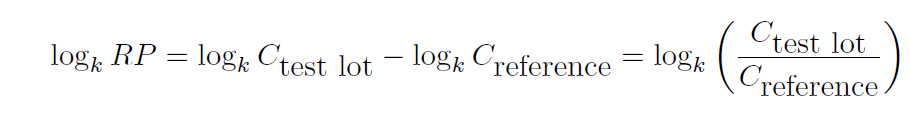 log_k RP = log_k C_test lot − log_k C_reference = log_k (C_test lot / C_reference)